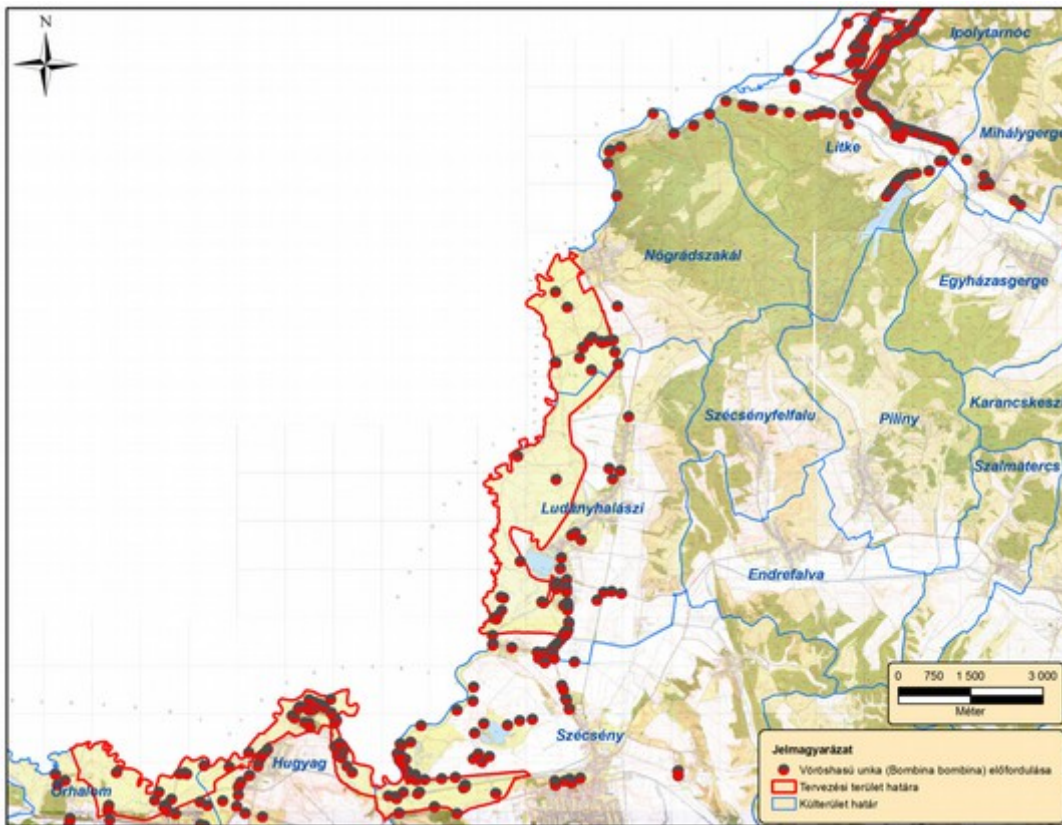 N
Ipolytarnóc
Mihálygerge
Litke
Nógrádszakál
Egyházasgerge
Karancskeszi
Szécsényfelfalu
Piliny
Szalmatercs
Ludányhalászi
Endrefalva
0 750 1 500 3 000
Méter
Szécsény
Hugyag
Őrhalom
Jelmagyarázat
Vöröshasú unka (Bombina bombina) előfordulása
Tervezési terület határa
Külterület határ